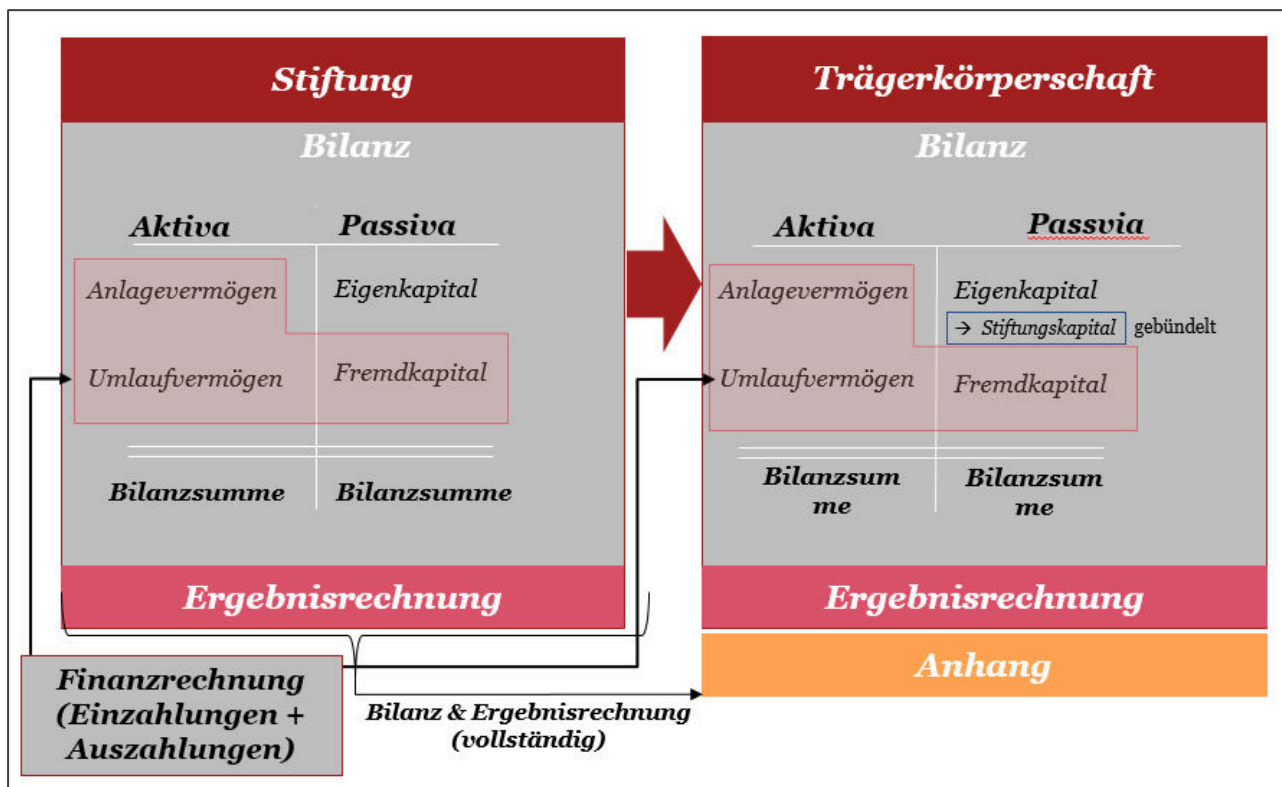 Stiftung
Bilanz
Aktiva
Passiva
Anlagevermögen
Eigenkapital
Umlaufvermögen
Fremdkapital
Bilanzsumme
Bilanzsumme
Ergebnisrechnung
Trägerkörperschaft
Bilanz
Aktiva
Passvia
Anlagevermögen
Eigenkapital
→ Stiftungskapital gebündelt
Umlaufvermögen
Fremdkapital
Bilanzsum
me
Bilanzsum
me
Ergebnisrechnung
Anhang
Finanzrechnung
(Einzahlungen +
Auszahlungen)
Bilanz & Ergebnisrechnung
(vollständig)